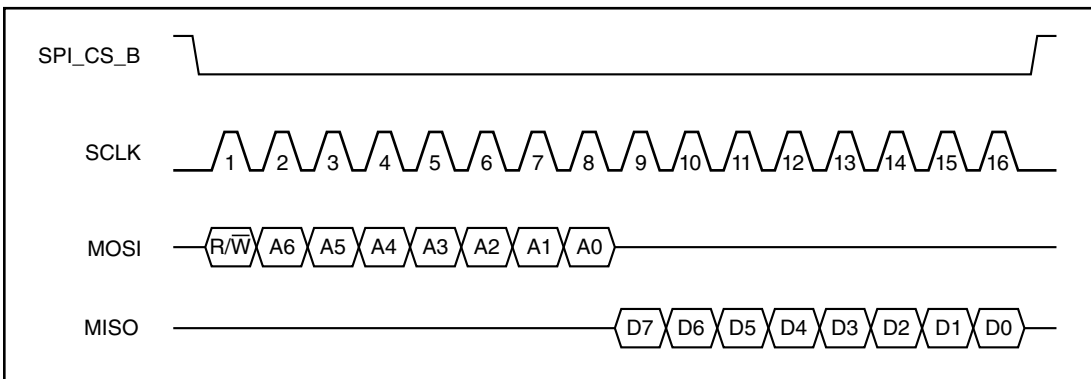 SPI_CS_B
SCLK 1 2 3 4 5 6 7 8 9 10 11 12 13 14 15 16
MOSI R/W̅ A6 A5 A4 A3 A2 A1 A0
MISO D7 D6 D5 D4 D3 D2 D1 D0